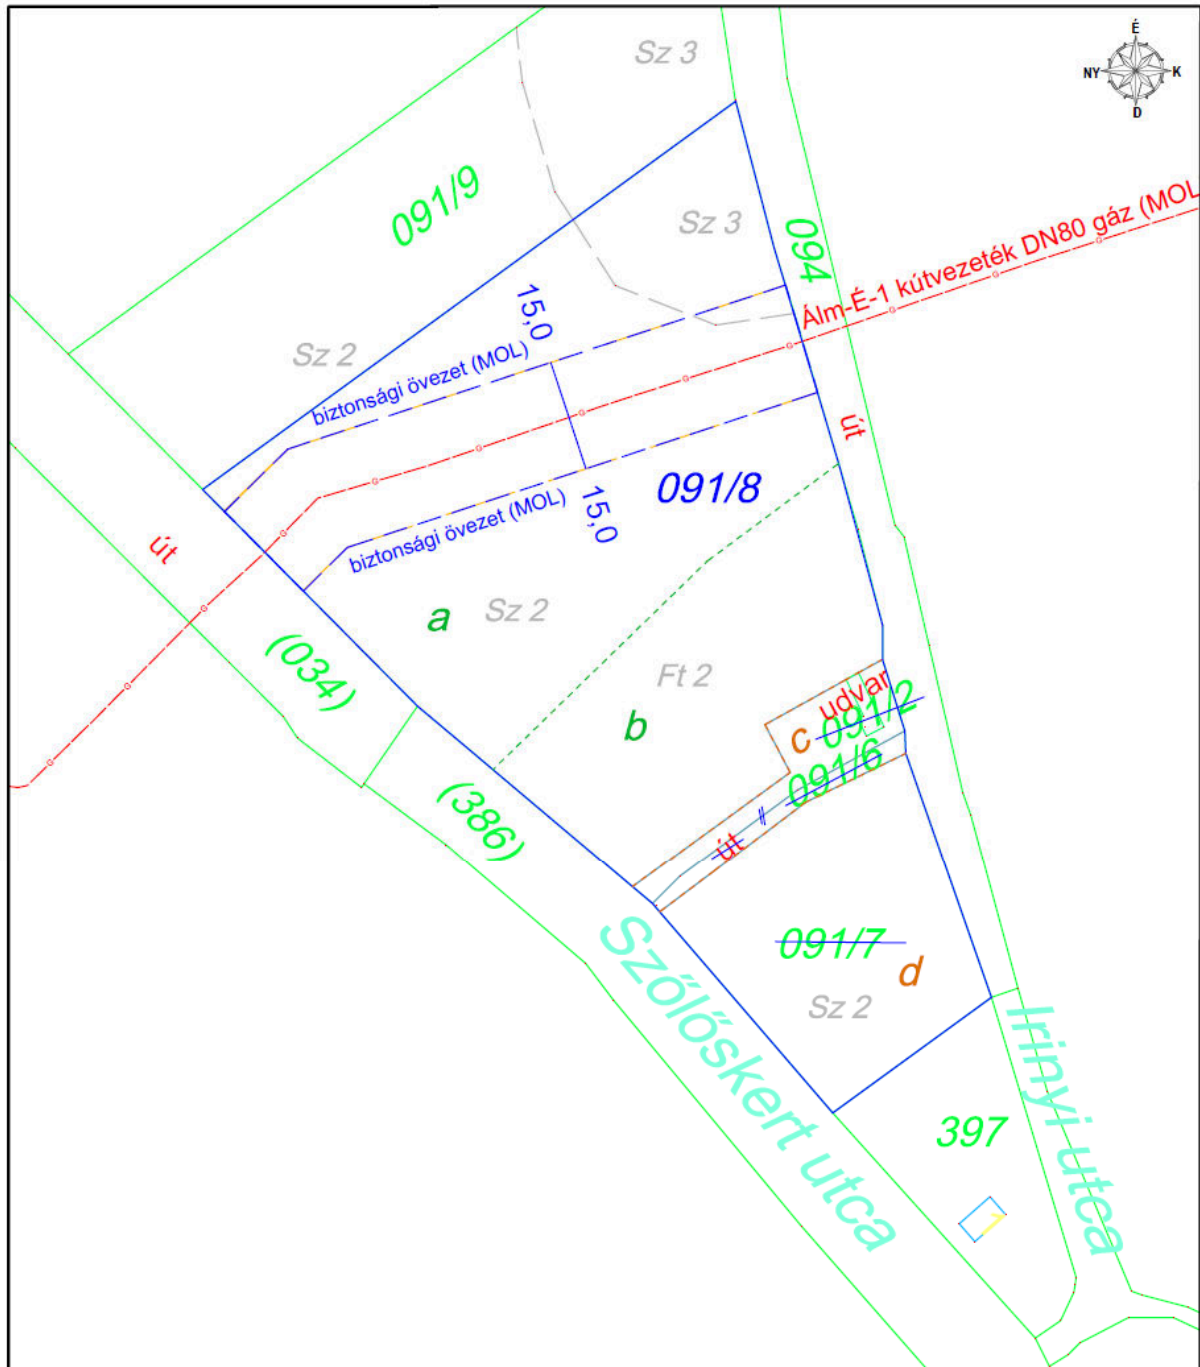 É
NY
K
D
Sz 3
091/9
Sz 3
094
Álm-É-1 kútvezeték DN80 gáz (MOL
15,0
Sz 2
biztonsági övezet (MOL)
út
091/8
15,0
biztonsági övezet (MOL)
út
a
Sz 2
(034)
Ft 2
b
udvar
c
091/2
091/6
(386)
út
=
091/7
d
Sz 2
Szőlőskert utca
Irinyi utca
397
1